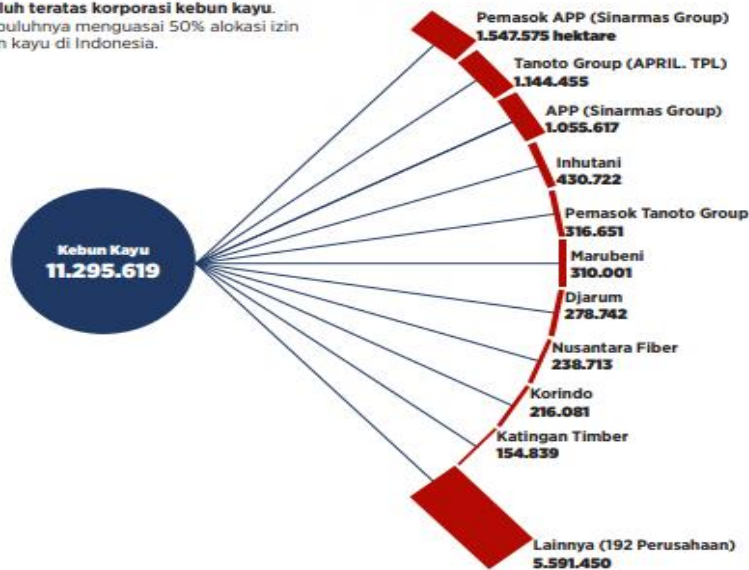 teratas korporasi kebun kayu.
menguasai 50% alokasi izin
kayu di Indonesia.
Pemasok APP (Sinarmas Group)
1.547.575 hektare
Tanoto Group (APRIL. TPL)
1.144.455
APP (Sinarmas Group)
1.055.617
Inhutani
430.722
Pemasok Tanoto Group
316.651
Kebun Kayu
11.295.619
Marubeni
310.001
Djarum
278.742
Nusantara Fiber
238.713
Korindo
216.081
Katingan Timber
154.839
Lainnya (192 Perusahaan)
5.591.450